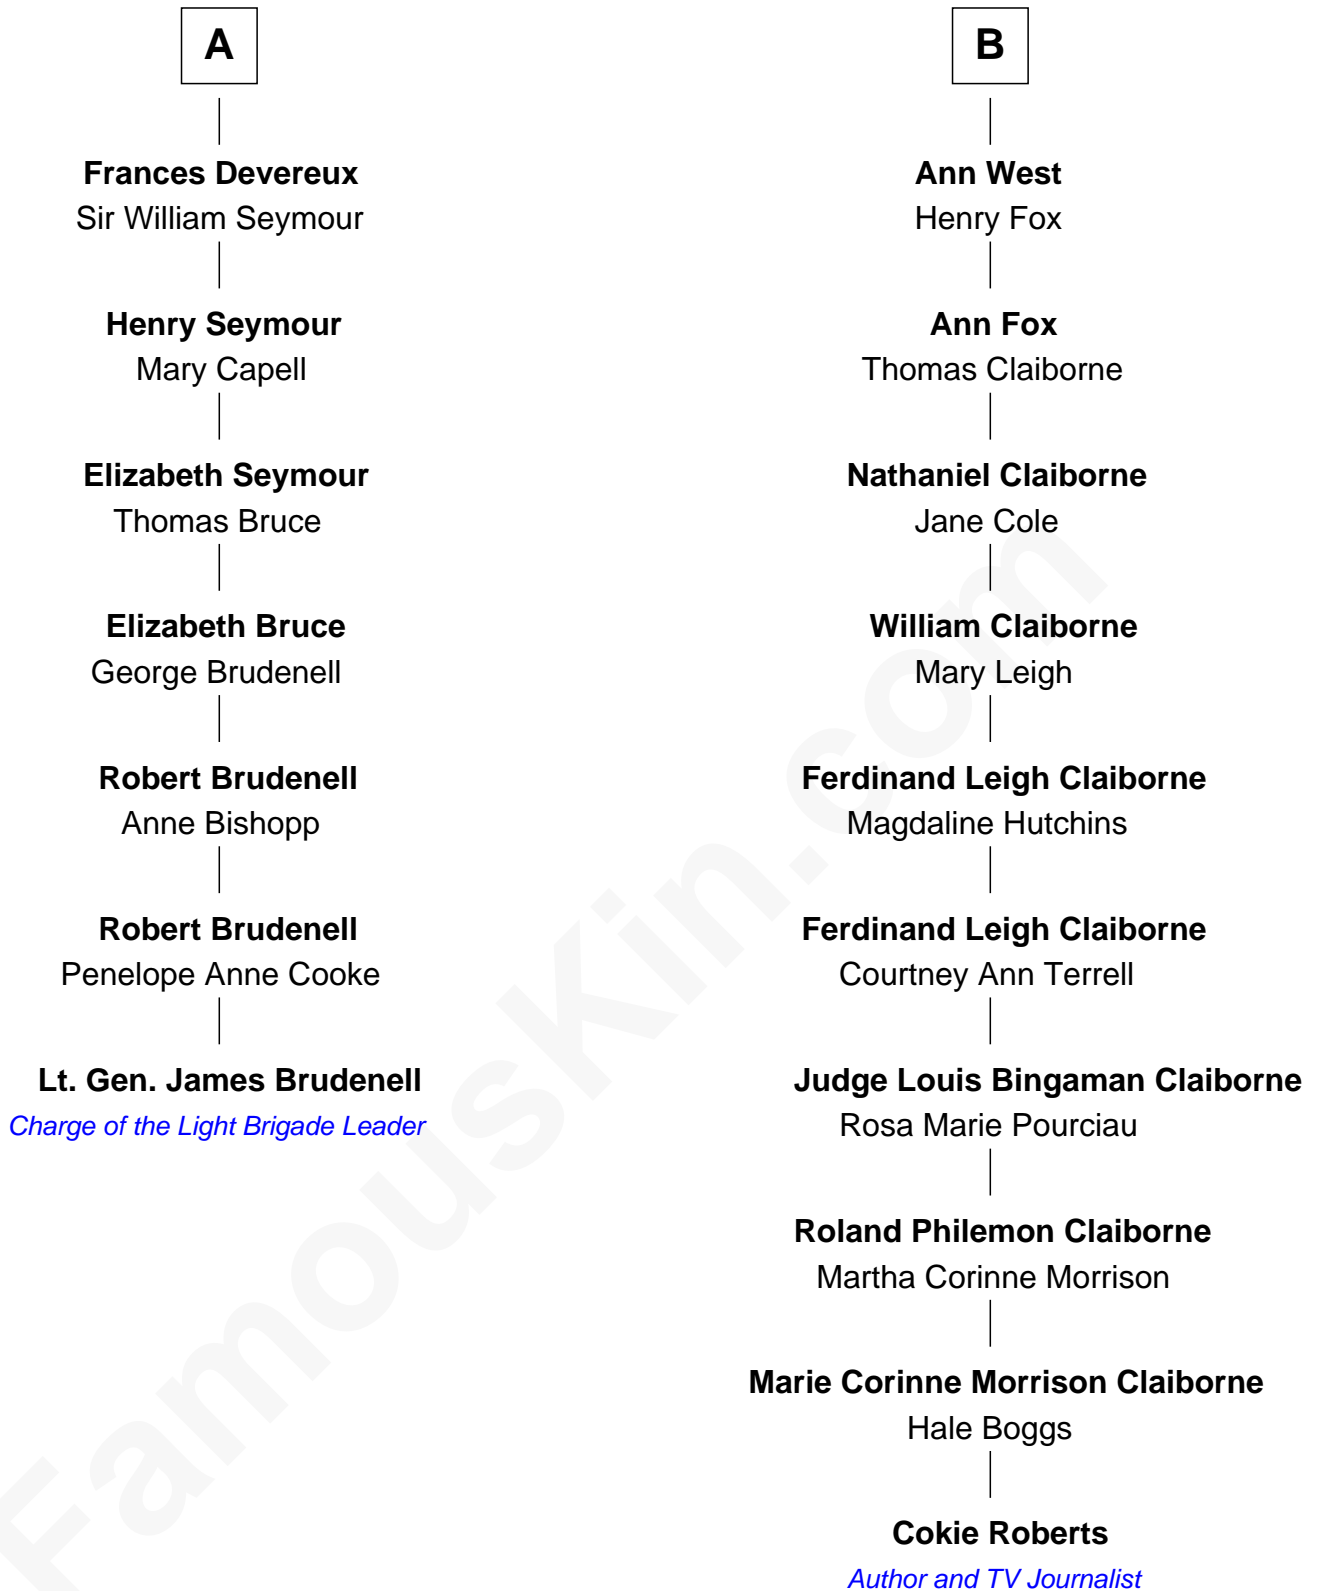 A
Frances Devereux
Sir William Seymour
Henry Seymour
Mary Capell
Elizabeth Seymour
Thomas Bruce
Elizabeth Bruce
George Brudenell
Robert Brudenell
Anne Bishopp
Robert Brudenell
Penelope Anne Cooke
Lt. Gen. James Brudenell
Charge of the Light Brigade Leader
B
Ann West
Henry Fox
Ann Fox
Thomas Claiborne
Nathaniel Claiborne
Jane Cole
William Claiborne
Mary Leigh
Ferdinand Leigh Claiborne
Magdaline Hutchins
Ferdinand Leigh Claiborne
Courtney Ann Terrell
Judge Louis Bingaman Claiborne
Rosa Marie Pourciau
Roland Philemon Claiborne
Martha Corinne Morrison
Marie Corinne Morrison Claiborne
Hale Boggs
Cokie Roberts
Author and TV Journalist
FamousKin.com